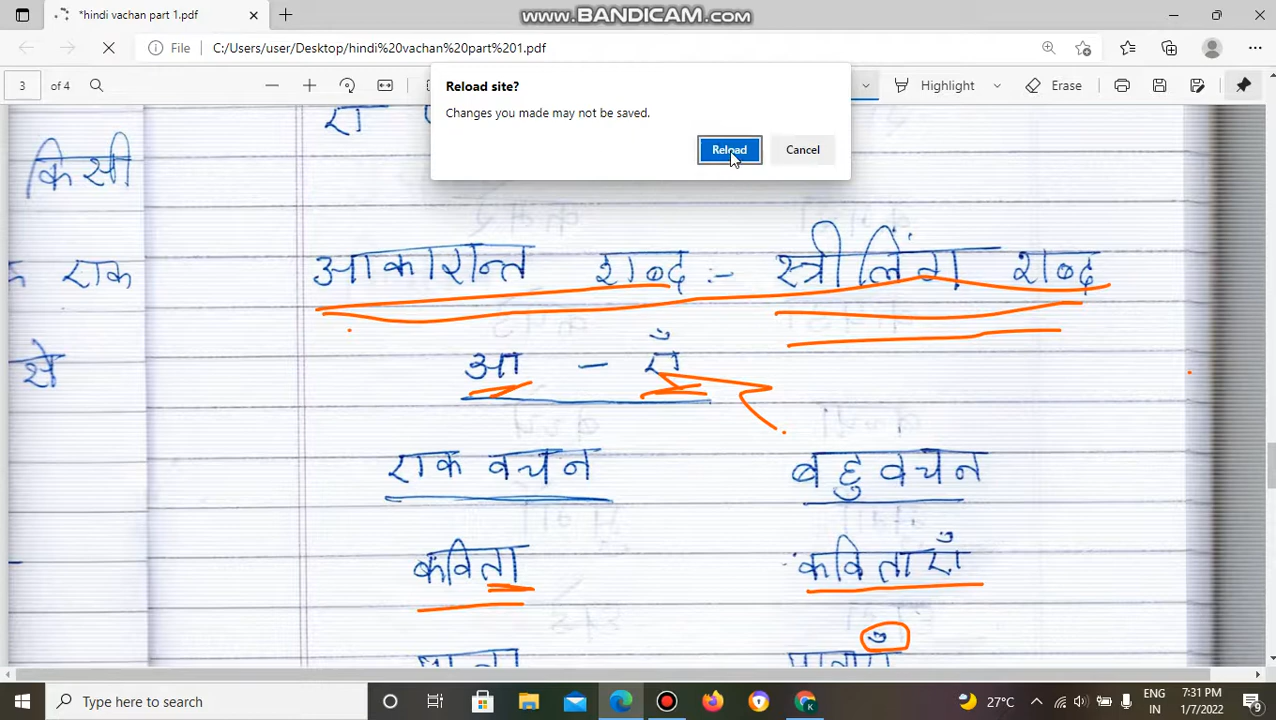 www.BANDICAM.com
*hindi vachan part 1.pdf
File C:/Users/user/Desktop/hindi%20vachan%20part%201.pdf
3 of 4 Highlight Erase
Reload site?
Changes you made may not be saved.
Reload Cancel
किसी
आकारान्त शब्द :- स्त्रीलिंग शब्द
एक
आ - एँ
से
एक वचन बहुवचन
कविता कविताएँ
Type here to search
27°C ENG IN 7:31 PM 1/7/2022 9